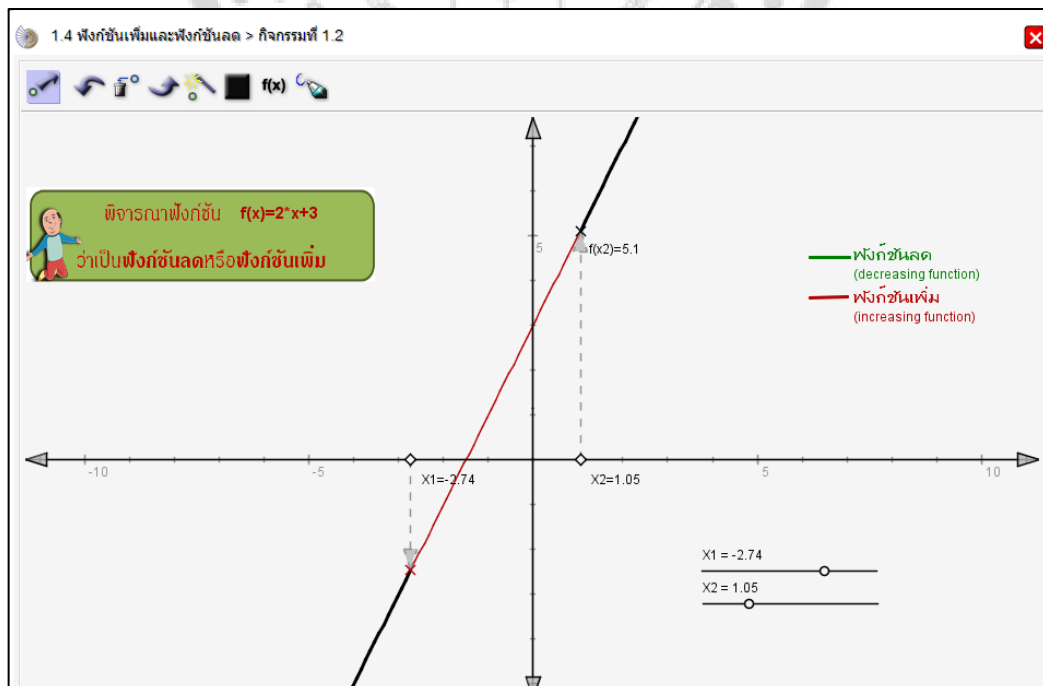 1.4 ฟังก์ชันเพิ่มและฟังก์ชันลด > กิจกรรมที่ 1.2
f(x)
พิจารณาฟังก์ชัน f(x)=2*x+3
ว่าเป็นฟังก์ชันลดหรือฟังก์ชันเพิ่ม
5
f(x2)=5.1
ฟังก์ชันลด
(decreasing function)
ฟังก์ชันเพิ่ม
(increasing function)
-10
-5
5
10
X1=-2.74
X2=1.05
X1 = -2.74
X2 = 1.05